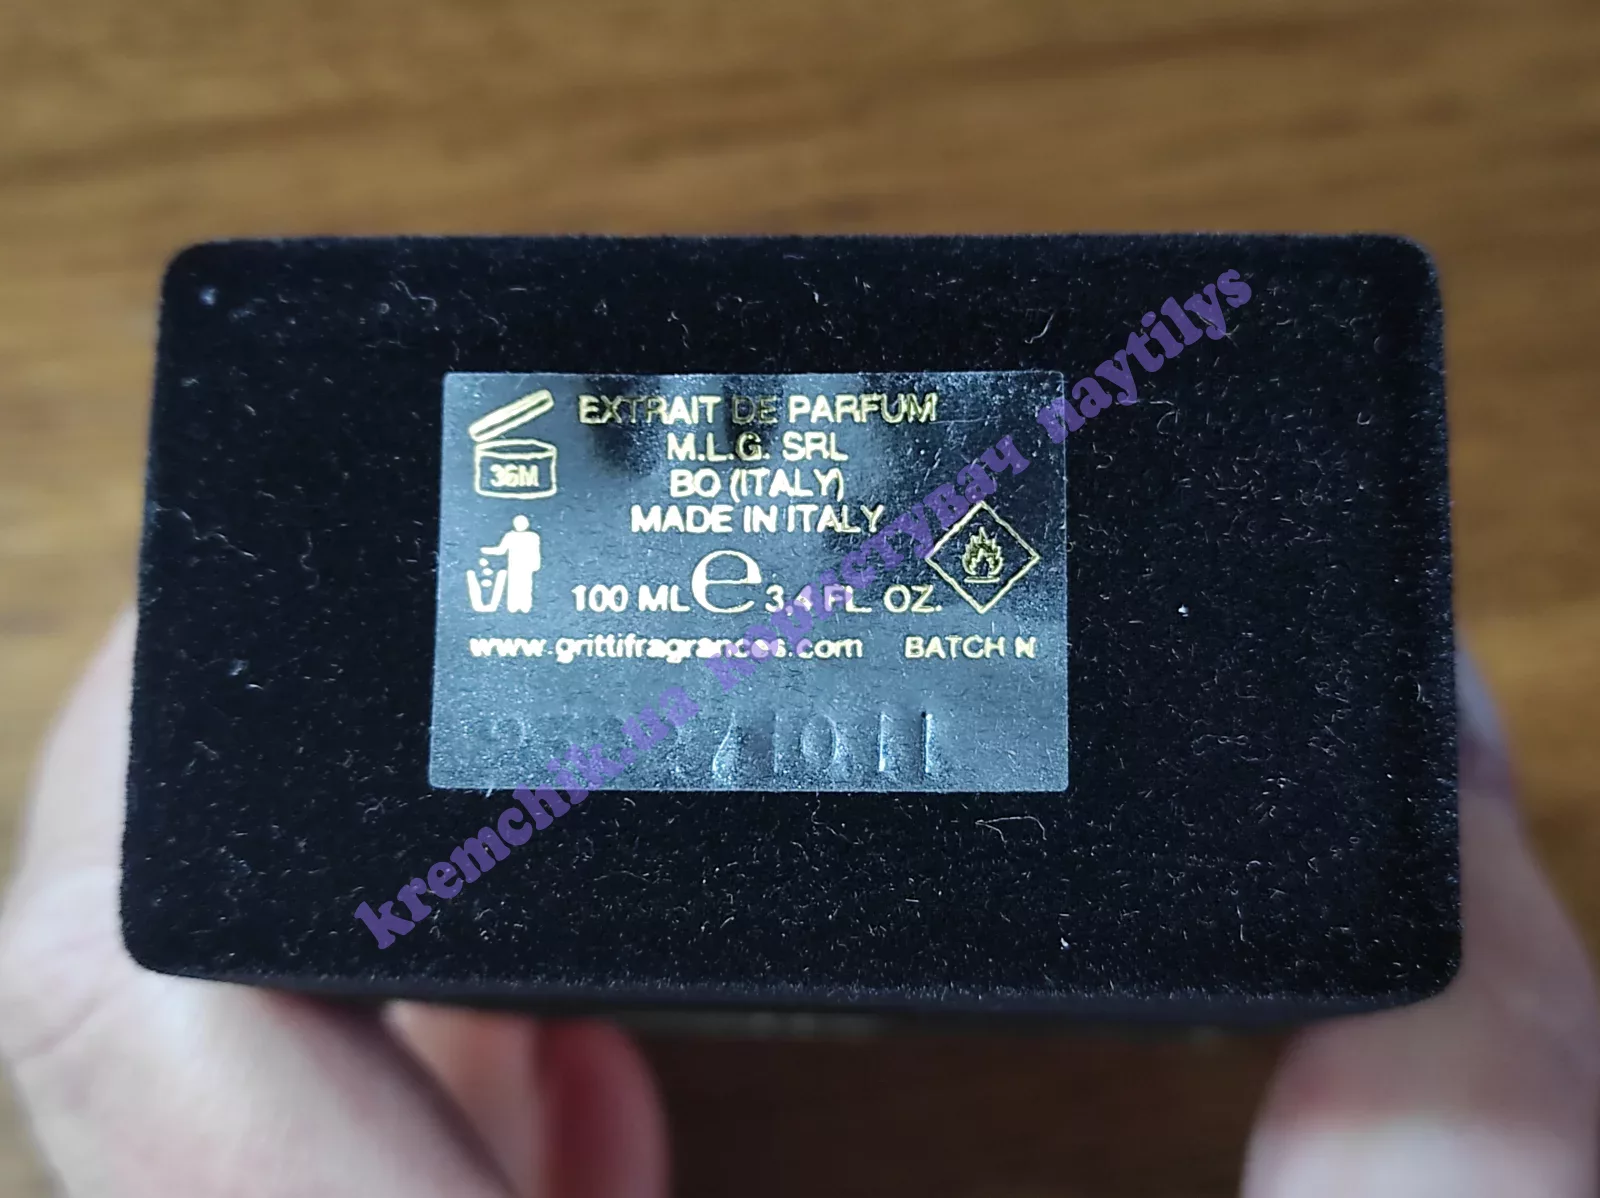 EXTRAIT DE PARFUM
M.L.G. SRL
BO (ITALY)
MADE IN ITALY
36M
100 ML e 3.4 FL. OZ.
www.grittifragrances.com BATCH N
kremchik.ua користувач naytilys